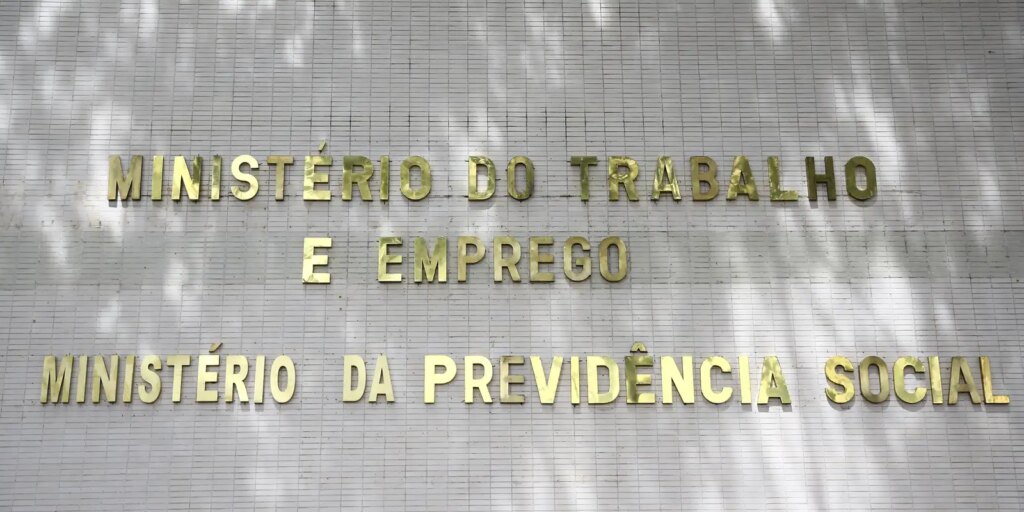 MINISTÉRIO DO TRABALHO
E EMPREGO
MINISTÉRIO DA PREVIDÊNCIA SOCIAL